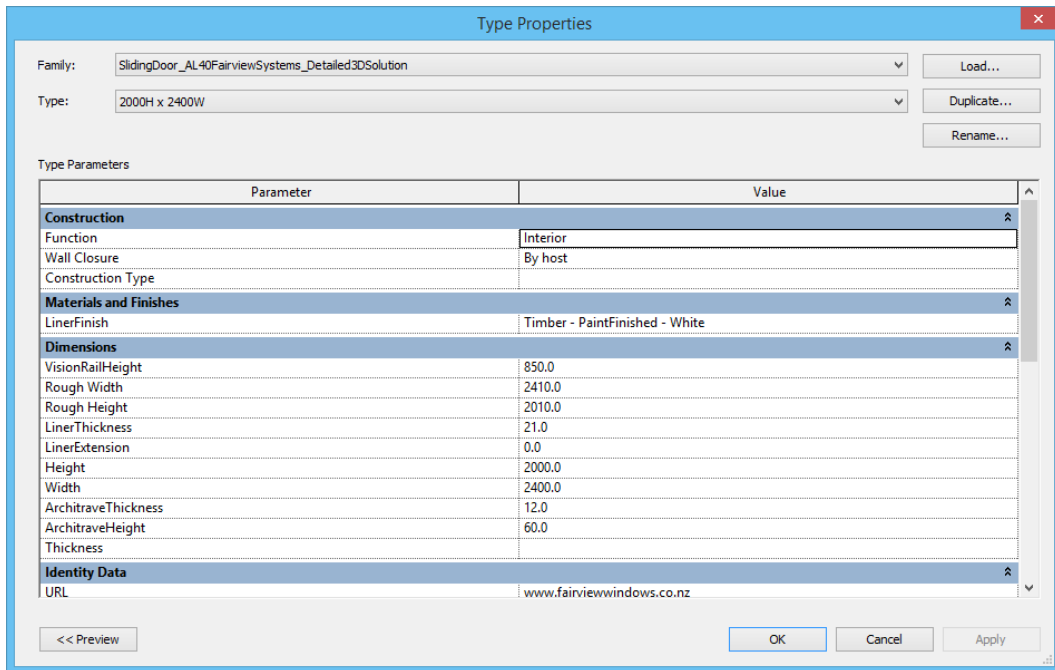 Type Properties
Family: SlidingDoor_AL40FairviewSystems_Detailed3DSolution Load...
Type: 2000H x 2400W Duplicate...
Rename...
Type Parameters
Parameter Value
Construction
Function Interior
Wall Closure By host
Construction Type
Materials and Finishes
LinerFinish Timber - PaintFinished - White
Dimensions
VisionRailHeight 850.0
Rough Width 2410.0
Rough Height 2010.0
LinerThickness 21.0
LinerExtension 0.0
Height 2000.0
Width 2400.0
ArchitraveThickness 12.0
ArchitraveHeight 60.0
Thickness
Identity Data
URL www.fairviewwindows.co.nz
<< Preview OK Cancel Apply